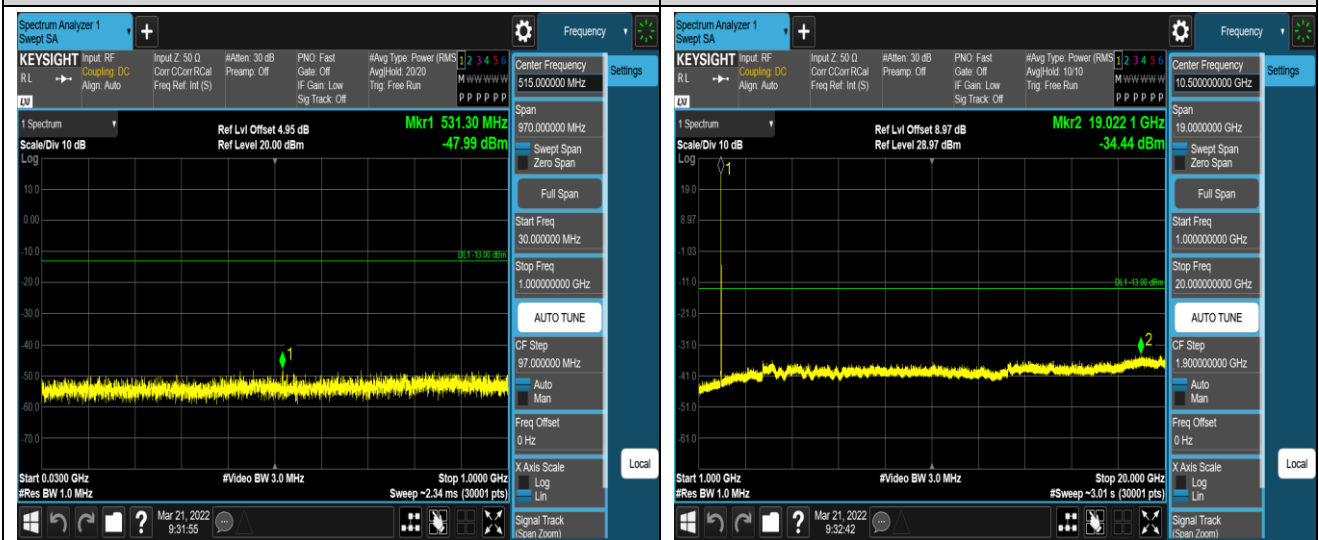 Spectrum Analyzer 1
Swept SA
Frequency
KEYSIGHT
RL
LXI
Input: RF
Coupling: DC
Align: Auto
Input Z: 50 Ω
Corr CCorr RCal
Freq Ref: Int (S)
#Atten: 30 dB
Preamp: Off
PNO: Fast
Gate: Off
IF Gain: Low
Sig Track: Off
#Avg Type: Power (RMS
Avg|Hold: 20/20
Trig: Free Run
1 2 3 4 5 6
M W W W W W
P P P P P P
1 Spectrum
Scale/Div 10 dB
Log
Ref Lvl Offset 4.95 dB
Ref Level 20.00 dBm
Mkr1 531.30 MHz
-47.99 dBm
10.0
0.00
-10.0
-20.0
-30.0
-40.0
-50.0
-60.0
-70.0
DL1 -13.00 dBm
1
Start 0.0300 GHz
#Res BW 1.0 MHz
#Video BW 3.0 MHz
Stop 1.0000 GHz
Sweep ~2.34 ms (30001 pts)
Center Frequency
515.000000 MHz
Span
970.000000 MHz
Swept Span
Zero Span
Full Span
Start Freq
30.000000 MHz
Stop Freq
1.000000000 GHz
AUTO TUNE
CF Step
97.000000 MHz
Auto
Man
Freq Offset
0 Hz
X Axis Scale
Log
Lin
Signal Track
(Span Zoom)
Settings
Local
?
Mar 21, 2022
9:31:55
Spectrum Analyzer 1
Swept SA
Frequency
KEYSIGHT
RL
LXI
Input: RF
Coupling: DC
Align: Auto
Input Z: 50 Ω
Corr CCorr RCal
Freq Ref: Int (S)
#Atten: 30 dB
Preamp: Off
PNO: Fast
Gate: Off
IF Gain: Low
Sig Track: Off
#Avg Type: Power (RMS
Avg|Hold: 10/10
Trig: Free Run
1 2 3 4 5 6
M W W W W W
P P P P P P
1 Spectrum
Scale/Div 10 dB
Log
Ref Lvl Offset 8.97 dB
Ref Level 28.97 dBm
Mkr2 19.022 1 GHz
-34.44 dBm
1
19.0
8.97
-1.03
-11.0
-21.0
-31.0
-41.0
-51.0
-61.0
DL1 -13.00 dBm
2
Start 1.000 GHz
#Res BW 1.0 MHz
#Video BW 3.0 MHz
Stop 20.000 GHz
#Sweep ~3.01 s (30001 pts)
Center Frequency
10.500000000 GHz
Span
19.0000000 GHz
Swept Span
Zero Span
Full Span
Start Freq
1.000000000 GHz
Stop Freq
20.000000000 GHz
AUTO TUNE
CF Step
1.900000000 GHz
Auto
Man
Freq Offset
0 Hz
X Axis Scale
Log
Lin
Signal Track
(Span Zoom)
Settings
Local
?
Mar 21, 2022
9:32:42